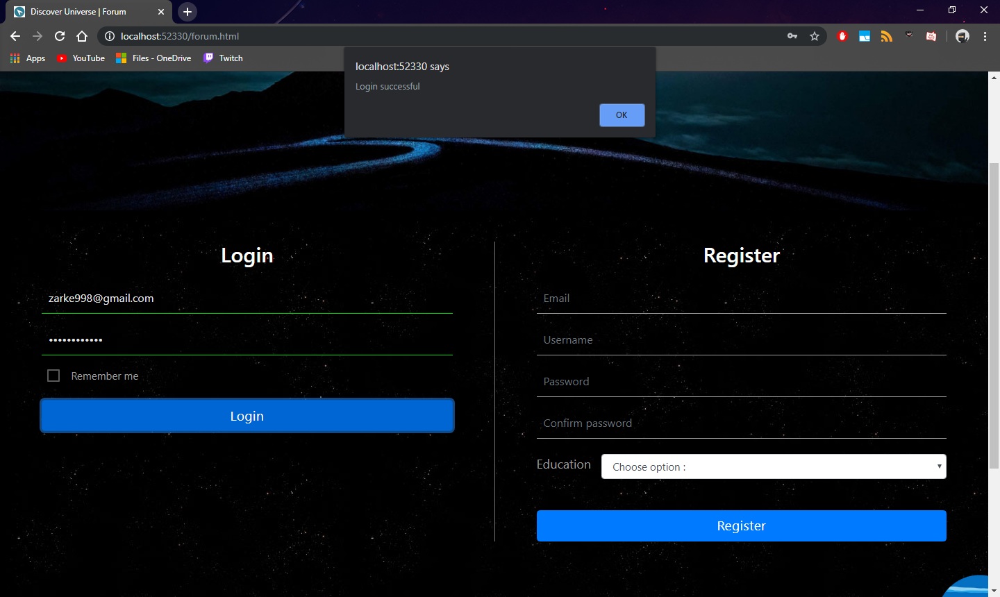 Discover Universe | Forum
localhost:52330/forum.html
Apps
YouTube
Files - OneDrive
Twitch
localhost:52330 says
Login successful
OK
Login
zarke998@gmail.com
••••••••••••
Remember me
Login
Register
Email
Username
Password
Confirm password
Education
Choose option :
Register